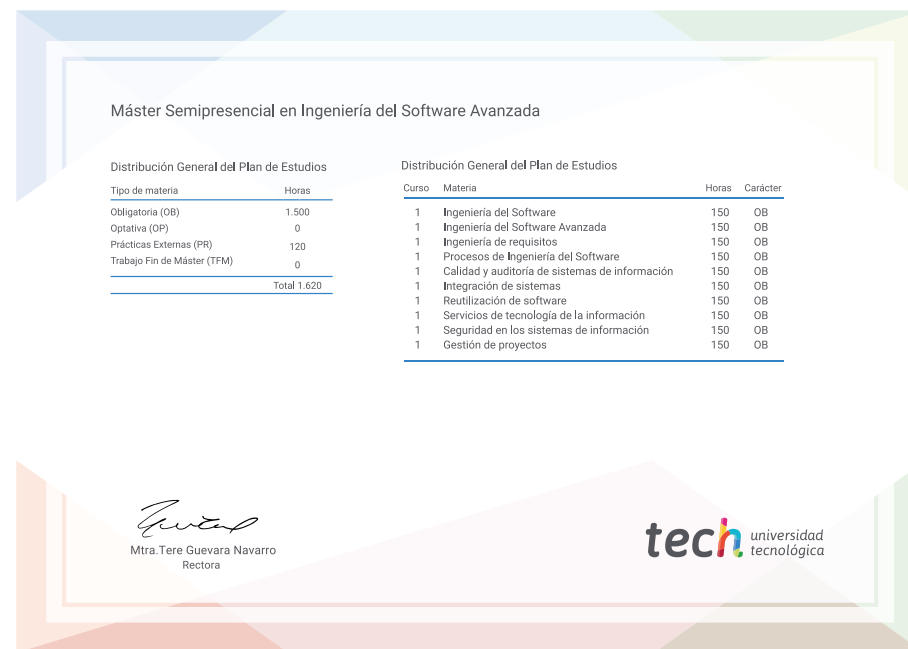 Máster Semipresencial en Ingeniería del Software Avanzada
Distribución General del Plan de Estudios
Tipo de materia Horas
Obligatoria (OB) 1.500
Optativa (OP) 0
Prácticas Externas (PR) 120
Trabajo Fin de Máster (TFM) 0
Total 1.620
Distribución General del Plan de Estudios
Curso Materia Horas Carácter
1 Ingeniería del Software 150 OB
1 Ingeniería del Software Avanzada 150 OB
1 Ingeniería de requisitos 150 OB
1 Procesos de Ingeniería del Software 150 OB
1 Calidad y auditoría de sistemas de información 150 OB
1 Integración de sistemas 150 OB
1 Reutilización de software 150 OB
1 Servicios de tecnología de la información 150 OB
1 Seguridad en los sistemas de información 150 OB
1 Gestión de proyectos 150 OB
Mtra.Tere Guevara Navarro
Rectora
tech universidad
tecnológica